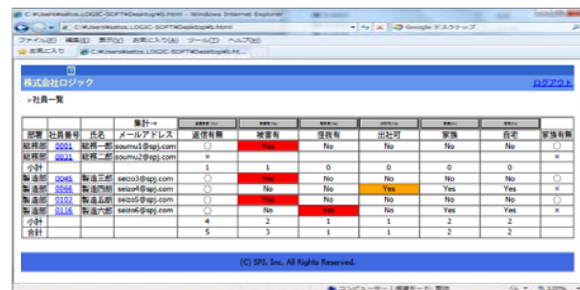 C:¥Users¥satos.LOGIC-SOFT¥Desktop¥b.html - Windows Internet Explorer
ファイル(F) 編集(E) 表示(V) お気に入り(A) ツール(T) ヘルプ(H)
お気に入り
株式会社ロジック ログアウト
>社員一覧
集計→
部署 社員番号 氏名 メールアドレス 返信有無 被害有 怪我有 出社可 家族 自宅 家族有無
総務部 0001 総務一郎 soumu1@spj.com ○ Yes No No No No ○
総務部 0021 総務二郎 soumu2@spj.com × ×
小計 1 1 0 0 0 0
製造部 0045 製造三郎 seizo3@spj.com ○ Yes No No No No ○
製造部 0066 製造四郎 seizo4@spj.com ○ No No Yes Yes Yes ×
製造部 0102 製造五郎 seizo5@spj.com ○ Yes No No No No ○
製造部 0116 製造六郎 seizo6@spj.com ○ No Yes No Yes Yes ×
小計 4 2 1 1 2 2
合計 5 3 1 1 2 2
(C) SPJ, Inc. All Rights Reserved.